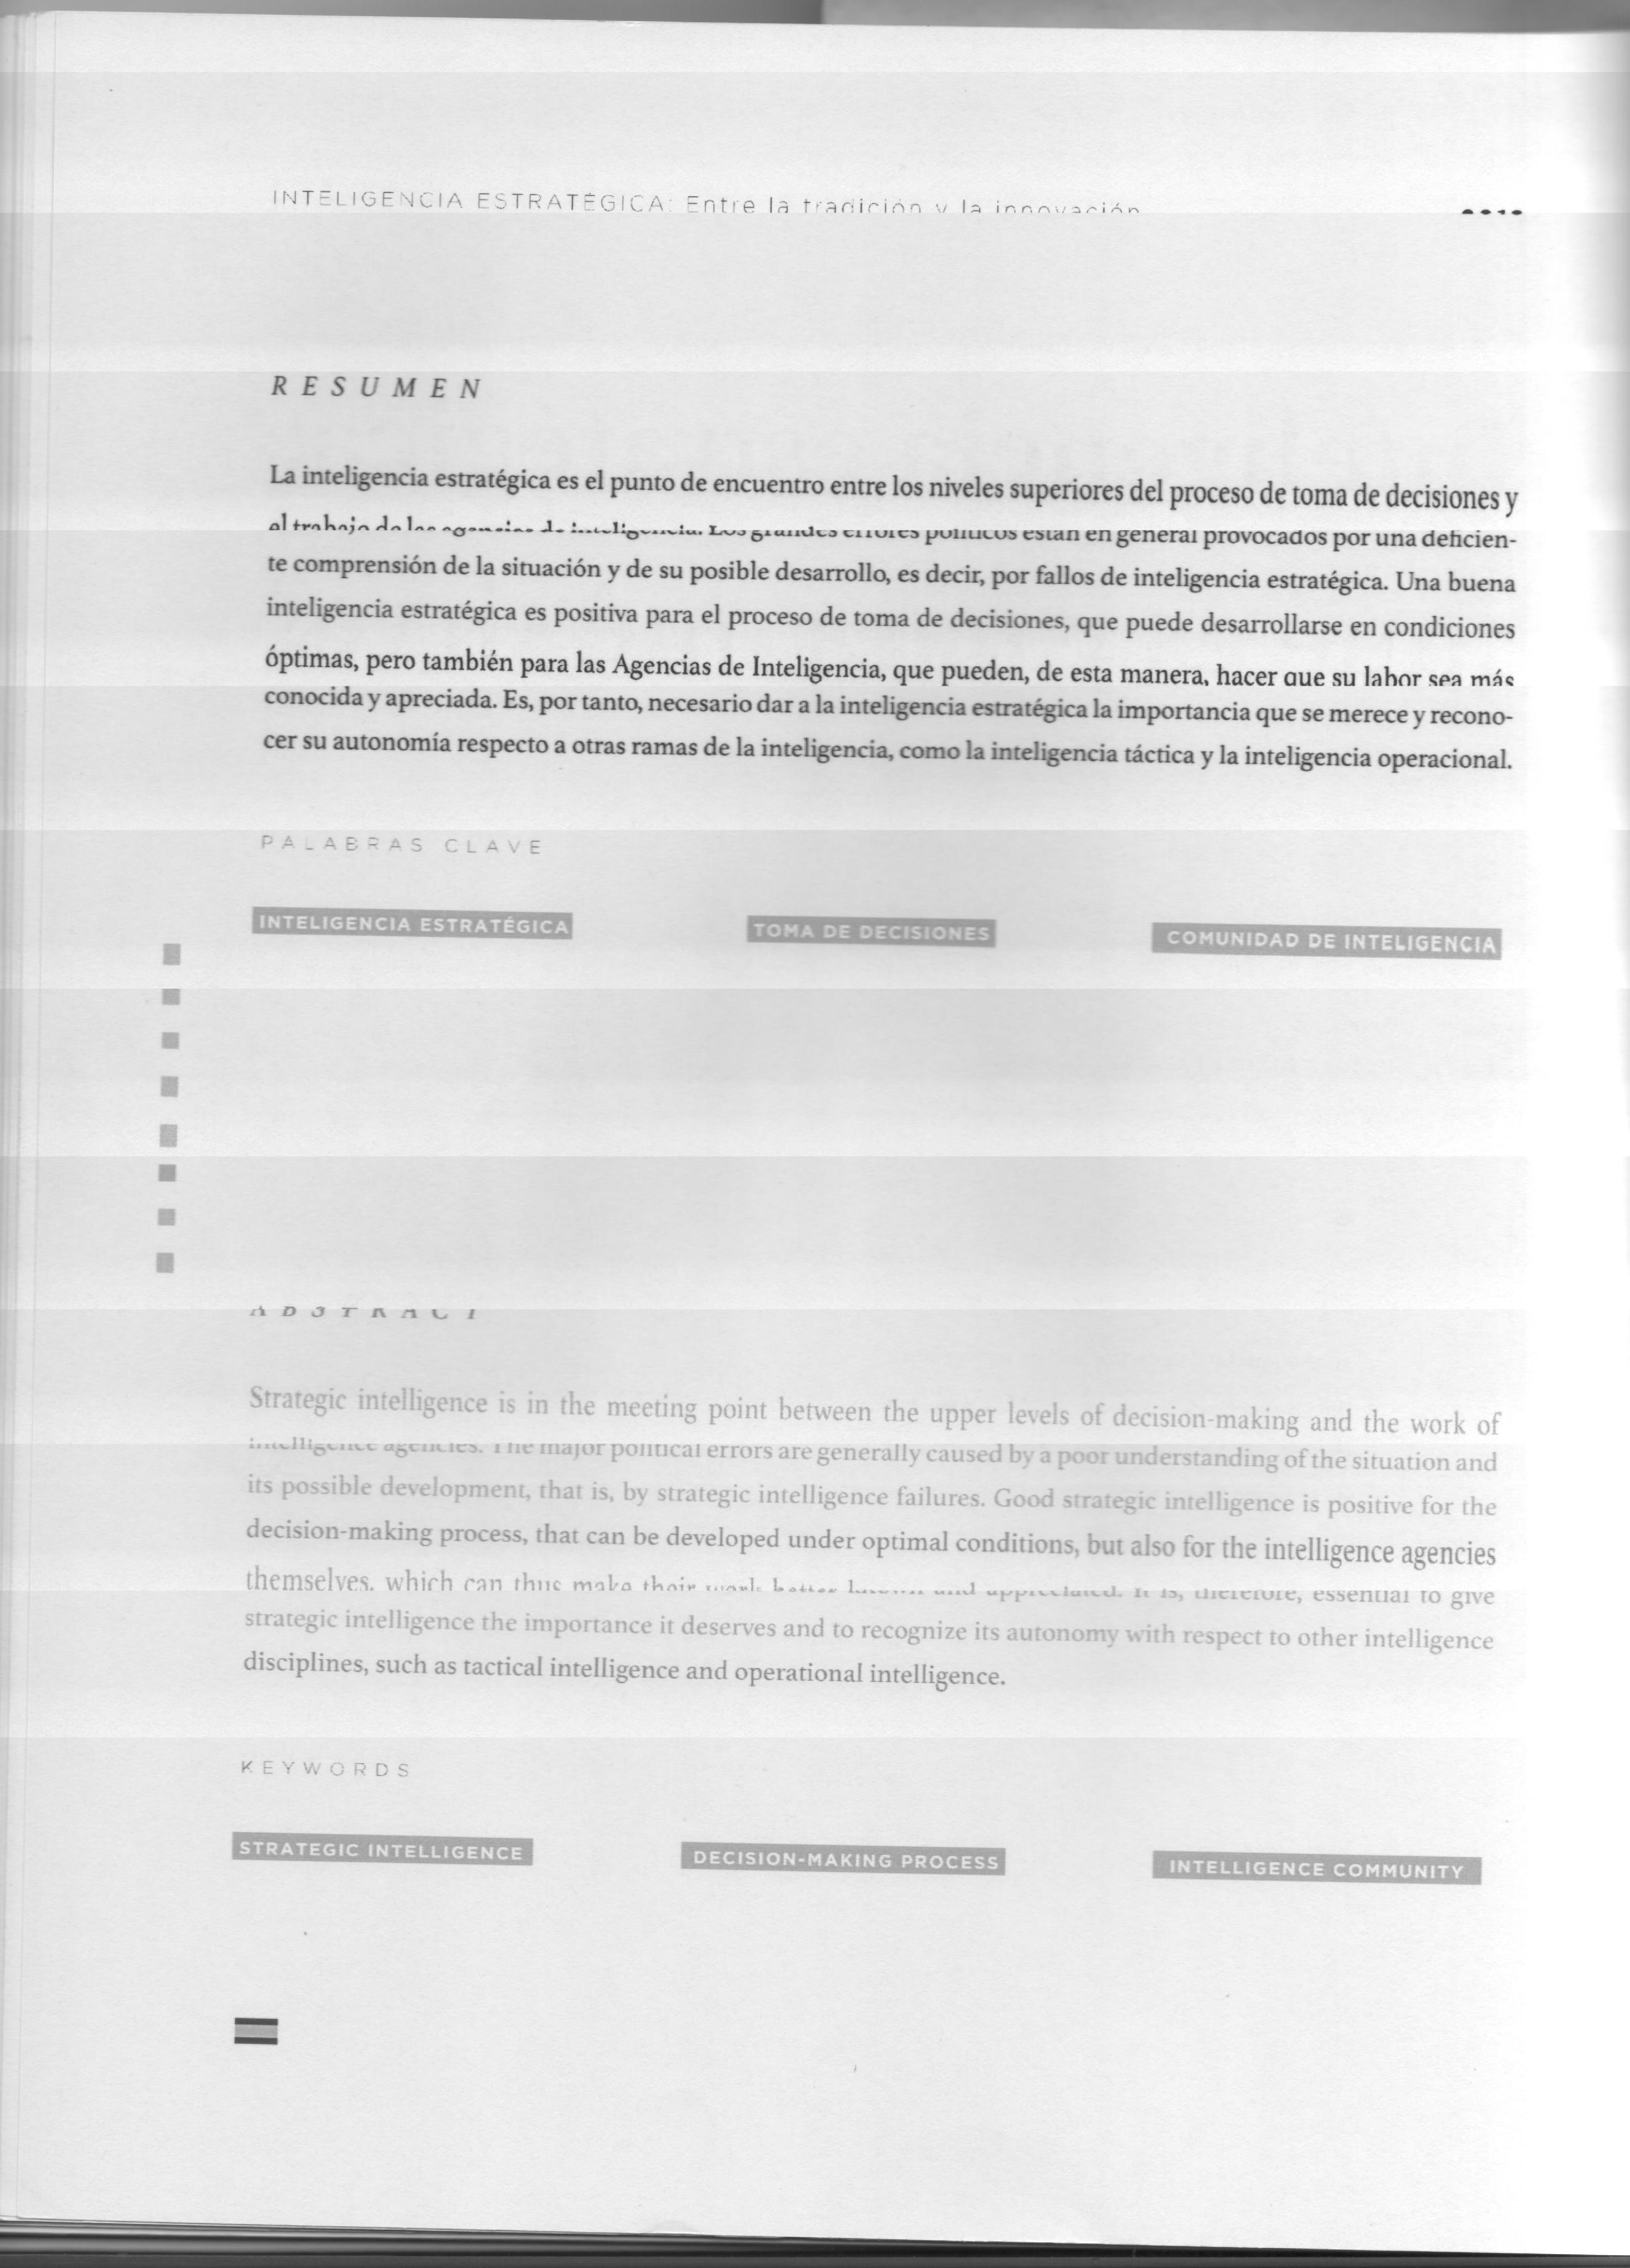 INTELIGENCIA ESTRATÉGICA: Entre la tradición y la innovación
RESUMEN
La inteligencia estratégica es el punto de encuentro entre los niveles superiores del proceso de toma de decisiones y
el trabajo de las agencias de inteligencia. Los grandes errores políticos están en general provocados por una deficien-
te comprensión de la situación y de su posible desarrollo, es decir, por fallos de inteligencia estratégica. Una buena
inteligencia estratégica es positiva para el proceso de toma de decisiones, que puede desarrollarse en condiciones
óptimas, pero también para las Agencias de Inteligencia, que pueden, de esta manera, hacer que su labor sea más
conocida y apreciada. Es, por tanto, necesario dar a la inteligencia estratégica la importancia que se merece y recono-
cer su autonomía respecto a otras ramas de la inteligencia, como la inteligencia táctica y la inteligencia operacional.
PALABRAS CLAVE
INTELIGENCIA ESTRATÉGICA TOMA DE DECISIONES COMUNIDAD DE INTELIGENCIA
ABSTRACT
Strategic intelligence is in the meeting point between the upper levels of decision-making and the work of
intelligence agencies. The major political errors are generally caused by a poor understanding of the situation and
its possible development, that is, by strategic intelligence failures. Good strategic intelligence is positive for the
decision-making process, that can be developed under optimal conditions, but also for the intelligence agencies
themselves, which can thus make their work better known and appreciated. It is, therefore, essential to give
strategic intelligence the importance it deserves and to recognize its autonomy with respect to other intelligence
disciplines, such as tactical intelligence and operational intelligence.
KEYWORDS
STRATEGIC INTELLIGENCE DECISION-MAKING PROCESS INTELLIGENCE COMMUNITY